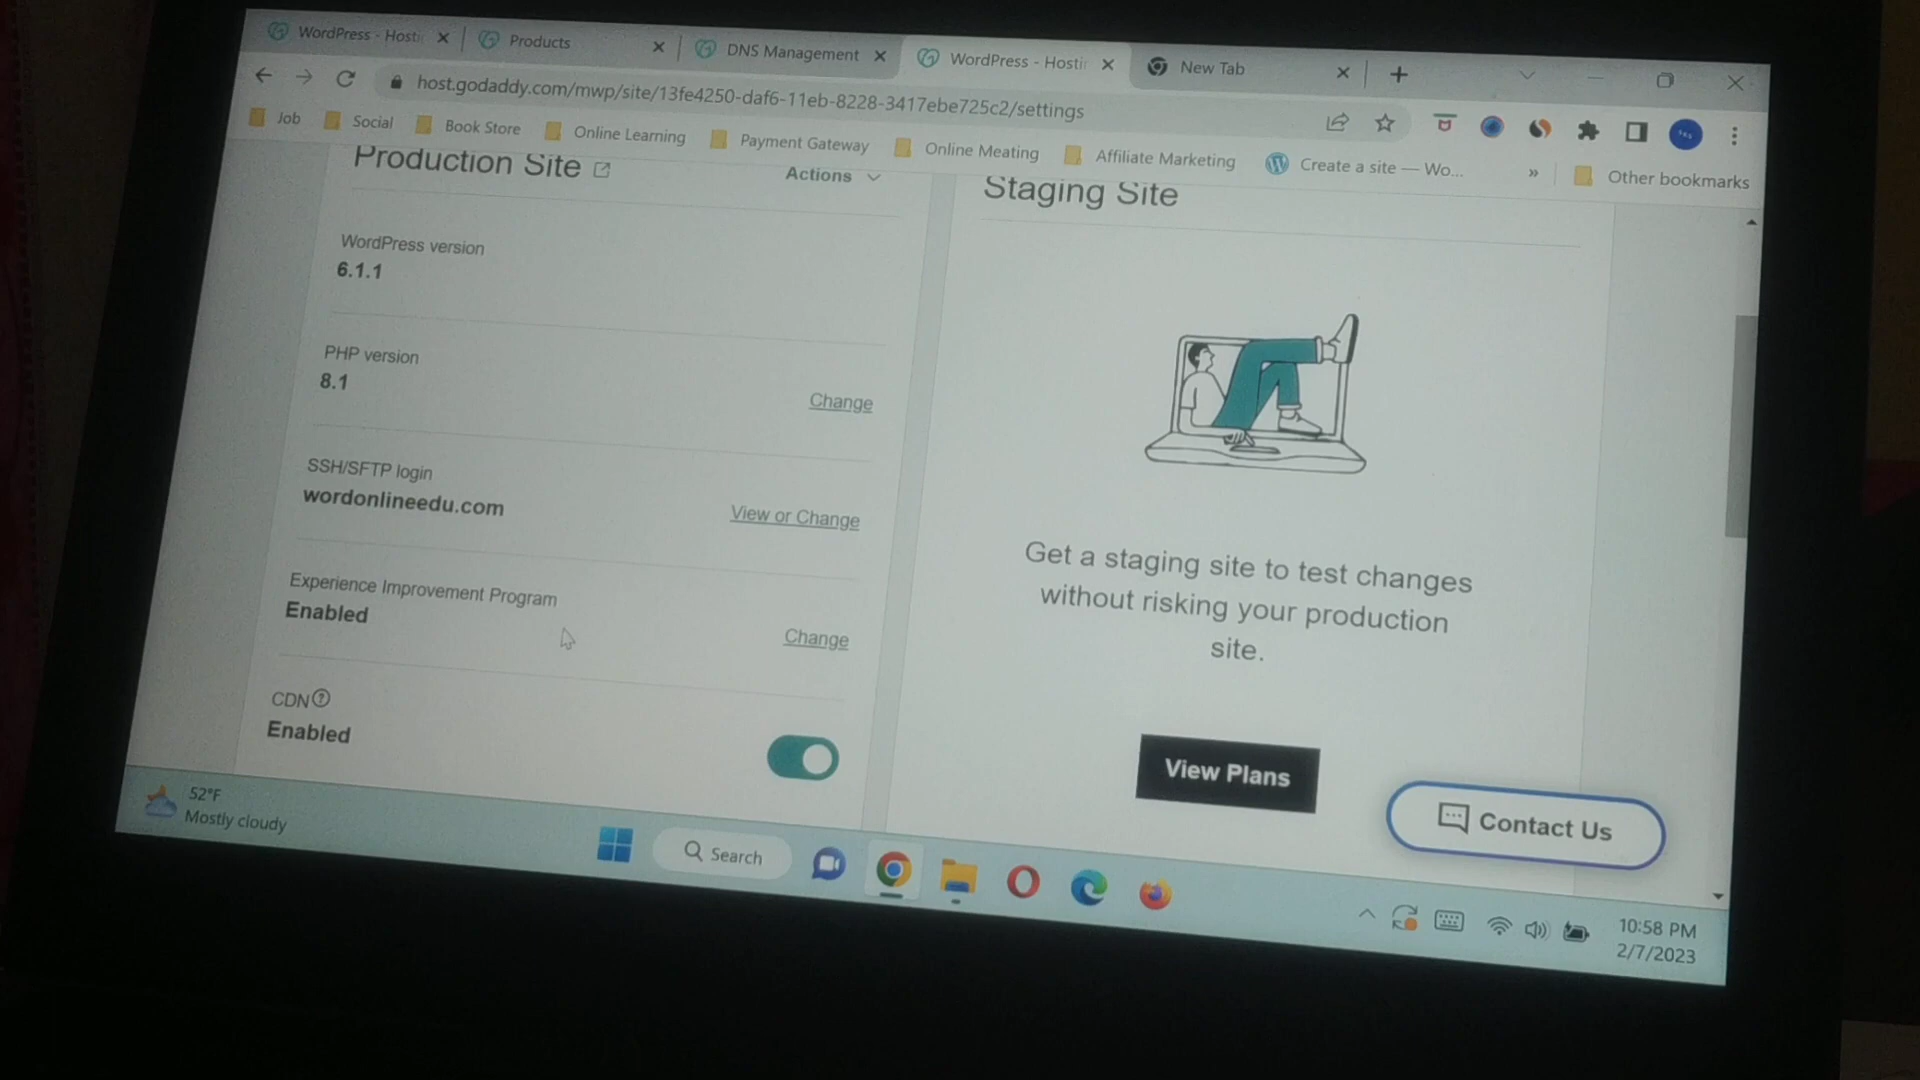 WordPress - Hosti
Products
DNS Management
WordPress - Hosti
New Tab
host.godaddy.com/mwp/site/13fe4250-daf6-11eb-8228-3417ebe725c2/settings
Job
Social
Book Store
Online Learning
Payment Gateway
Online Meating
Affiliate Marketing
Create a site — Wo...
»
Other bookmarks
Production Site
Actions
WordPress version
6.1.1
PHP version
8.1
Change
SSH/SFTP login
wordonlineedu.com
View or Change
Experience Improvement Program
Enabled
Change
CDN
Enabled
Staging Site
Get a staging site to test changes
without risking your production
site.
View Plans
Contact Us
52°F
Mostly cloudy
Search
10:58 PM
2/7/2023